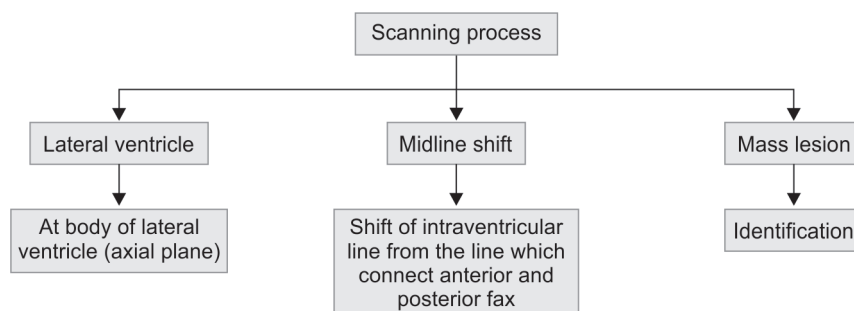 Scanning process
Lateral ventricle
Midline shift
Mass lesion
At body of lateral
ventricle (axial plane)
Shift of intraventricular
line from the line which
connect anterior and
posterior fax
Identification